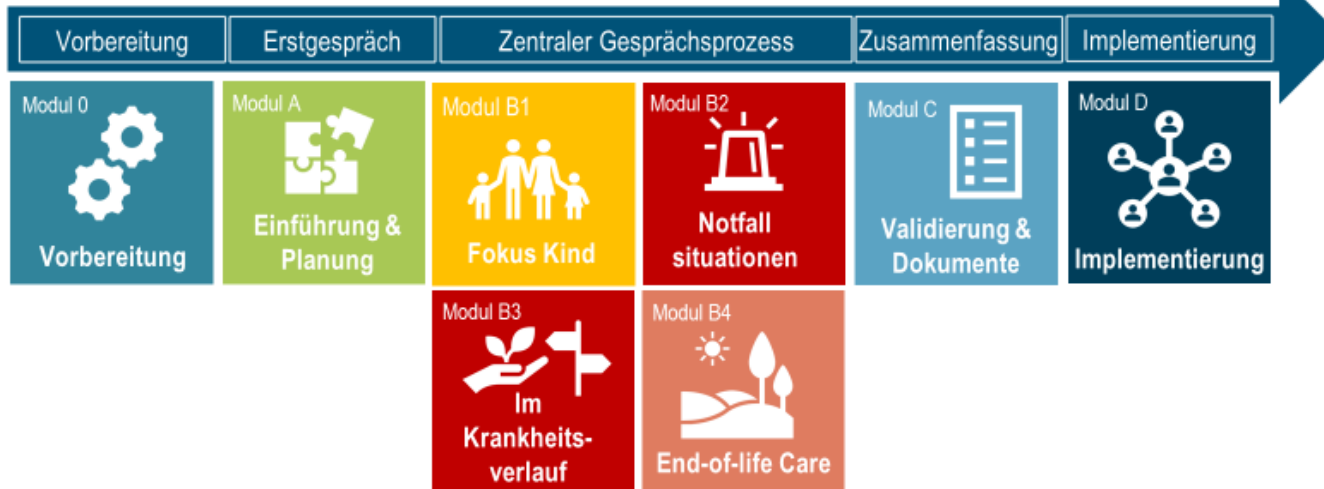 Vorbereitung
Erstgespräch
Zentraler Gesprächsprozess
Zusammenfassung
Implementierung
Modul 0
Vorbereitung
Modul A
Einführung &
Planung
Modul B1
Fokus Kind
Modul B2
Notfall
situationen
Modul C
Validierung &
Dokumente
Modul D
Implementierung
Modul B3
Im
Krankheits-
verlauf
Modul B4
End-of-life Care